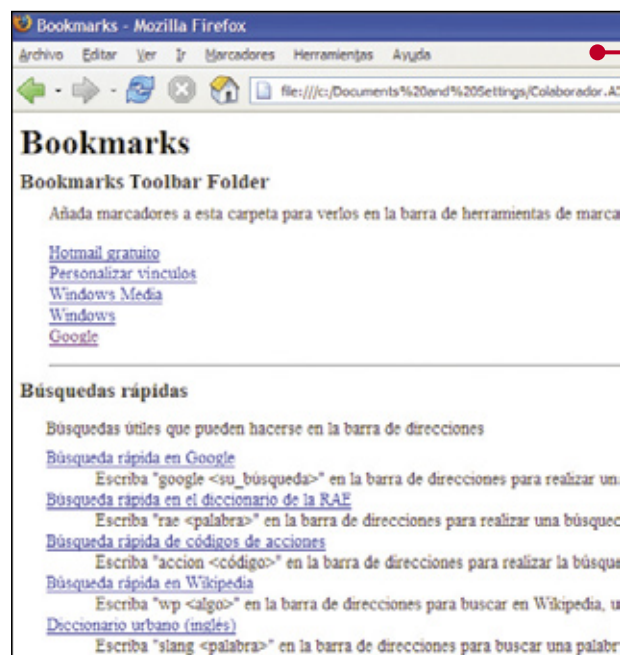 Bookmarks - Mozilla Firefox
Archivo Editar Ver Ir Marcadores Herramientas Ayuda
file:///c:/Documents%20and%20Settings/Colaborador.A
Bookmarks
Bookmarks Toolbar Folder
Añada marcadores a esta carpeta para verlos en la barra de herramientas de marca
Hotmail gratuito
Personalizar vínculos
Windows Media
Windows
Google
Búsquedas rápidas
Búsquedas útiles que pueden hacerse en la barra de direcciones
Búsqueda rápida en Google
Escriba "google <su_búsqueda>" en la barra de direcciones para realizar un
Búsqueda rápida en el diccionario de la RAE
Escriba "rae <palabra>" en la barra de direcciones para realizar una búsqued
Búsqueda rápida de códigos de acciones
Escriba "accion <código>" en la barra de direcciones para realizar la búsque
Búsqueda rápida en Wikipedia
Escriba "wp <algo>" en la barra de direcciones para buscar en Wikipedia, u
Diccionario urbano (inglés)
Escriba "slang <palabra>" en la barra de direcciones para buscar una palabr